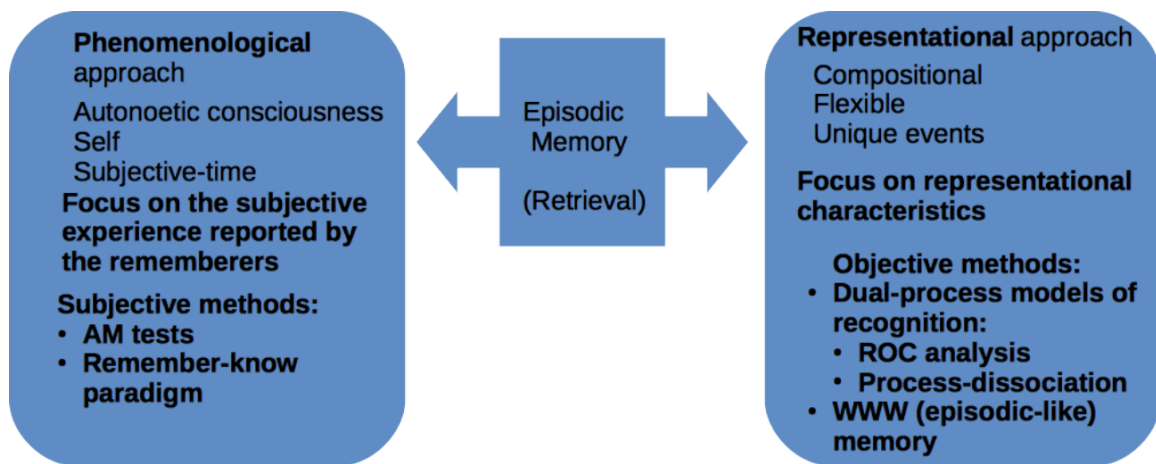 Phenomenological
approach
Autonoetic consciousness
Self
Subjective-time
Focus on the subjective
experience reported by
the rememberers
Subjective methods:
• AM tests
• Remember-know
paradigm
Episodic
Memory
(Retrieval)
Representational approach
Compositional
Flexible
Unique events
Focus on representational
characteristics
Objective methods:
• Dual-process models of
recognition:
• ROC analysis
• Process-dissociation
• WWW (episodic-like)
memory